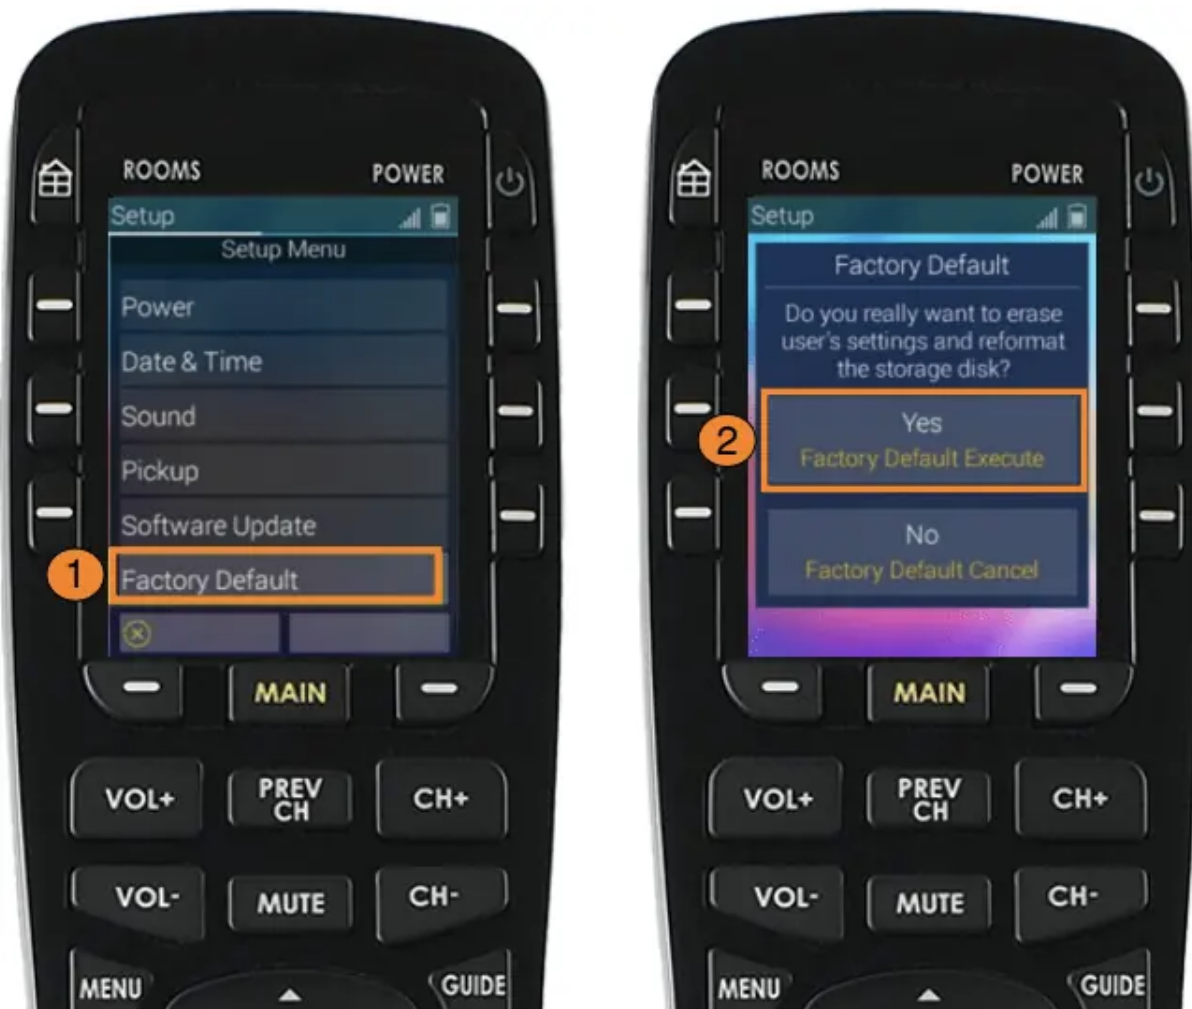 ROOMS POWER
Setup
Setup Menu
Power
Date & Time
Sound
Pickup
Software Update
1
Factory Default
MAIN
VOL+ PREV CH CH+
VOL- MUTE CH-
MENU GUIDE
ROOMS POWER
Setup
Factory Default
Do you really want to erase
user's settings and reformat
the storage disk?
2
Yes
Factory Default Execute
No
Factory Default Cancel
MAIN
VOL+ PREV CH CH+
VOL- MUTE CH-
MENU GUIDE